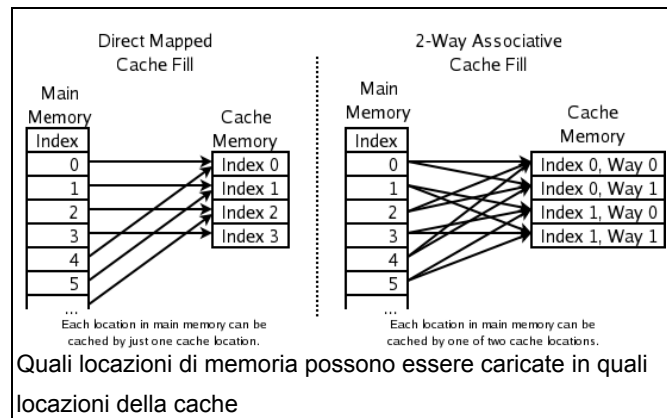 Direct Mapped
Cache Fill
Main
Memory
Cache
Memory
Index
0
1
2
3
4
5
...
Index 0
Index 1
Index 2
Index 3
Each location in main memory can be
cached by just one cache location.
2-Way Associative
Cache Fill
Main
Memory
Cache
Memory
Index
0
1
2
3
4
5
...
Index 0, Way 0
Index 0, Way 1
Index 1, Way 0
Index 1, Way 1
Each location in main memory can be
cached by one of two cache locations.
Quali locazioni di memoria possono essere caricate in quali
locazioni della cache